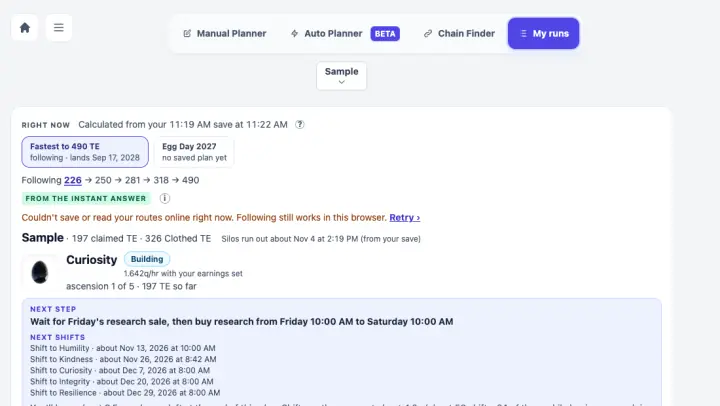 Manual Planner
Auto Planner BETA
Chain Finder
My runs
Sample
RIGHT NOW Calculated from your 11:19 AM save at 11:22 AM ?
Fastest to 490 TE
following · lands Sep 17, 2028
Egg Day 2027
no saved plan yet
Following 226 → 250 → 281 → 318 → 490
FROM THE INSTANT ANSWER i
Couldn't save or read your routes online right now. Following still works in this browser. Retry ›
Sample · 197 claimed TE · 326 Clothed TE Silos run out about Nov 4 at 2:19 PM (from your save)
Curiosity Building
1.642q/hr with your earnings set
ascension 1 of 5 · 197 TE so far
NEXT STEP
Wait for Friday's research sale, then buy research from Friday 10:00 AM to Saturday 10:00 AM
NEXT SHIFTS
Shift to Humility · about Nov 13, 2026 at 10:00 AM
Shift to Kindness · about Nov 26, 2026 at 8:42 AM
Shift to Curiosity · about Dec 7, 2026 at 8:00 AM
Shift to Integrity · about Dec 20, 2026 at 8:00 AM
Shift to Resilience · about Dec 29, 2026 at 8:00 AM